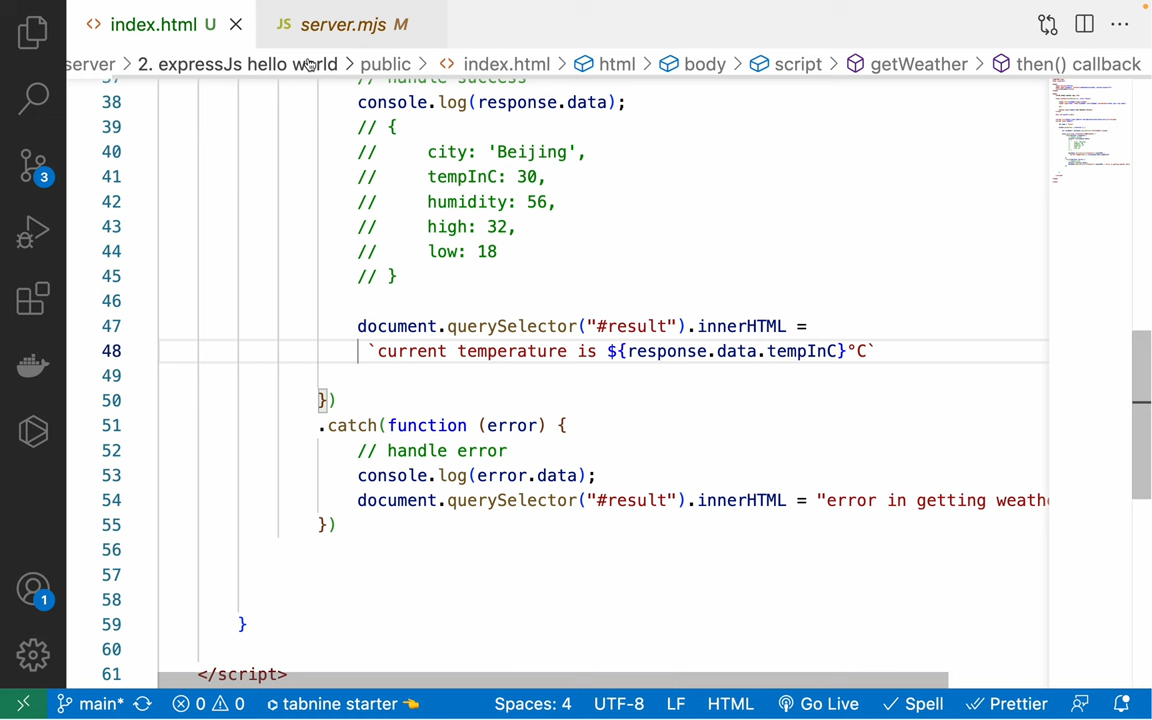 index.html U
JS server.mjs M
server > 2. expressJs hello world > public > index.html > html > body > script > getWeather > then() callback
37 // handle success
38 console.log(response.data);
39 // {
40 // city: 'Beijing',
41 // tempInC: 30,
42 // humidity: 56,
43 // high: 32,
44 // low: 18
45 // }
46
47 document.querySelector("#result").innerHTML =
48 `current temperature is ${response.data.tempInC}°C`
49
50 })
51 .catch(function (error) {
52 // handle error
53 console.log(error.data);
54 document.querySelector("#result").innerHTML = "error in getting weath
55 })
56
57
58
59 }
60
61 </script>
3
1
main* 0 0 tabnine starter 👈 Spaces: 4 UTF-8 LF HTML Go Live Spell Prettier